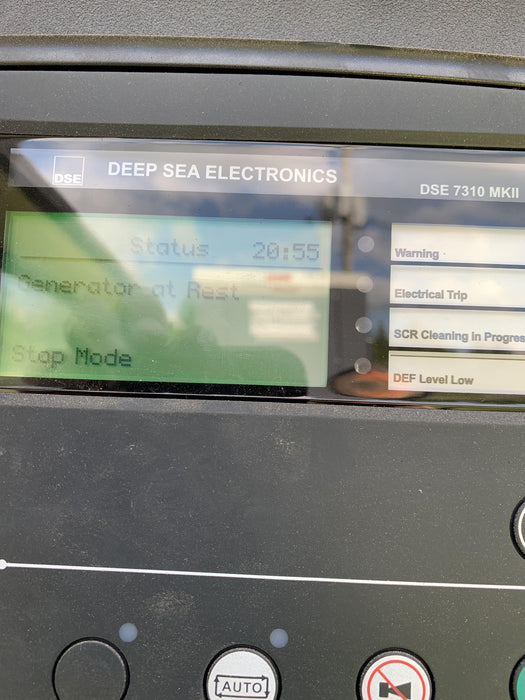 DSE
DEEP SEA ELECTRONICS
DSE 7310 MKII
Status 20:55
Generator at Rest
Stop Mode
Warning
Electrical Trip
SCR Cleaning in Progres
DEF Level Low
AUTO